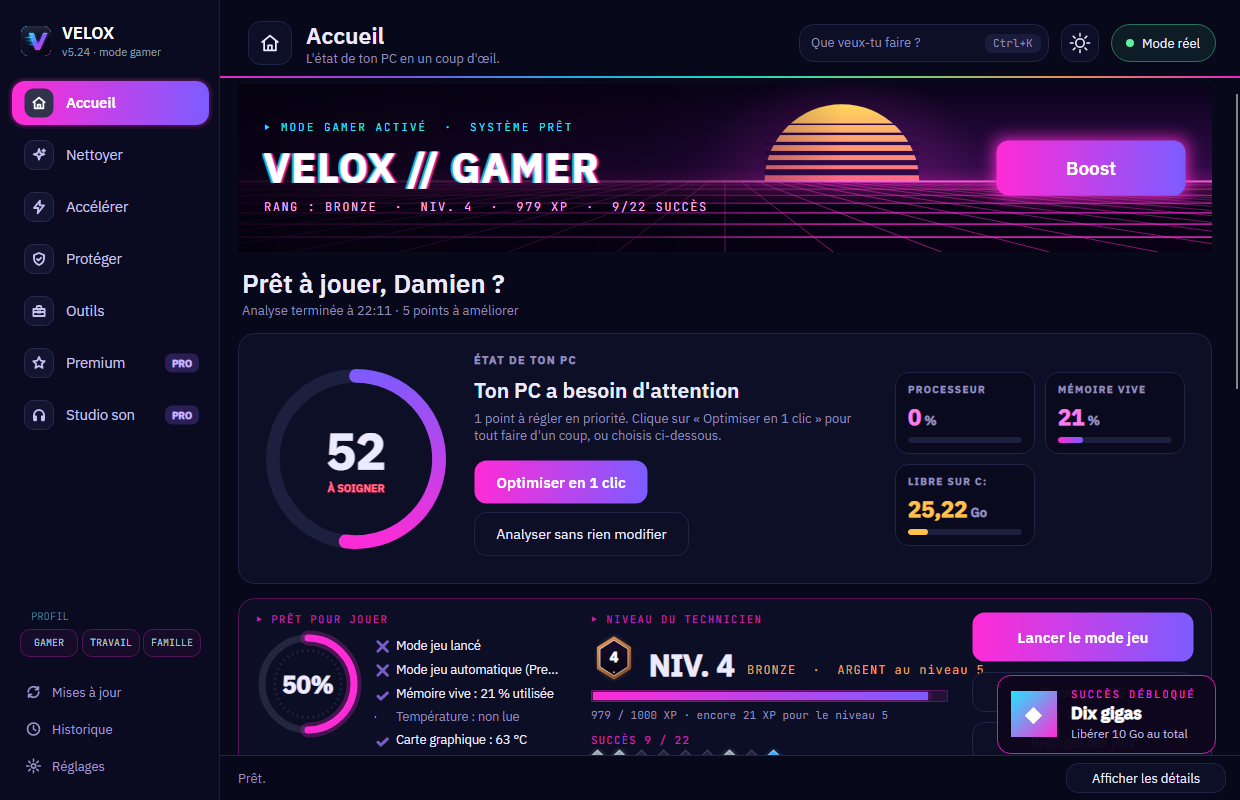 VELOX
v5.24 · mode gamer
Accueil
Nettoyer
Accélérer
Protéger
Outils
Premium PRO
Studio son PRO
PROFIL
GAMER TRAVAIL FAMILLE
Mises à jour
Historique
Réglages
Accueil
L'état de ton PC en un coup d'œil.
Que veux-tu faire ? Ctrl+K
Mode réel
MODE GAMER ACTIVÉ · SYSTÈME PRÊT
VELOX // GAMER
RANG : BRONZE · NIV. 4 · 979 XP · 9/22 SUCCÈS
Boost
Prêt à jouer, Damien ?
Analyse terminée à 22:11 · 5 points à améliorer
52
À SOIGNER
ÉTAT DE TON PC
Ton PC a besoin d'attention
1 point à régler en priorité. Clique sur « Optimiser en 1 clic » pour
tout faire d'un coup, ou choisis ci-dessous.
Optimiser en 1 clic
Analyser sans rien modifier
PROCESSEUR
0 %
MÉMOIRE VIVE
21 %
LIBRE SUR C:
25,22 Go
PRÊT POUR JOUER
50%
Mode jeu lancé
Mode jeu automatique (Pre...
Mémoire vive : 21 % utilisée
· Température : non lue
Carte graphique : 63 °C
NIVEAU DU TECHNICIEN
4
NIV. 4 BRONZE · ARGENT au niveau 5
979 / 1000 XP · encore 21 XP pour le niveau 5
SUCCÈS 9 / 22
Lancer le mode jeu
SUCCÈS DÉBLOQUÉ
Dix gigas
Libérer 10 Go au total
Prêt.
Afficher les détails